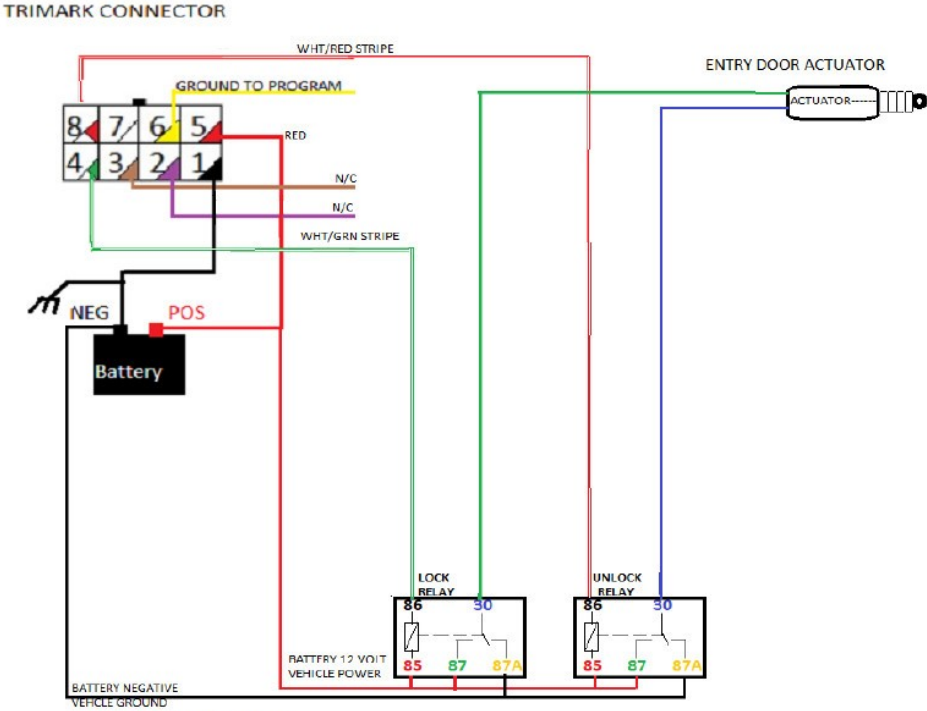 TRIMARK CONNECTOR
WHT/RED STRIPE
ENTRY DOOR ACTUATOR
GROUND TO PROGRAM
ACTUATOR------
8 7 6 5
RED
4 3 2 1
N/C
N/C
WHT/GRN STRIPE
NEG POS
Battery
LOCK
RELAY
UNLOCK
RELAY
86 30
86 30
BATTERY 12 VOLT
VEHICLE POWER
85 87 87A
85 87 87A
BATTERY NEGATIVE
VEHCLE GROUND